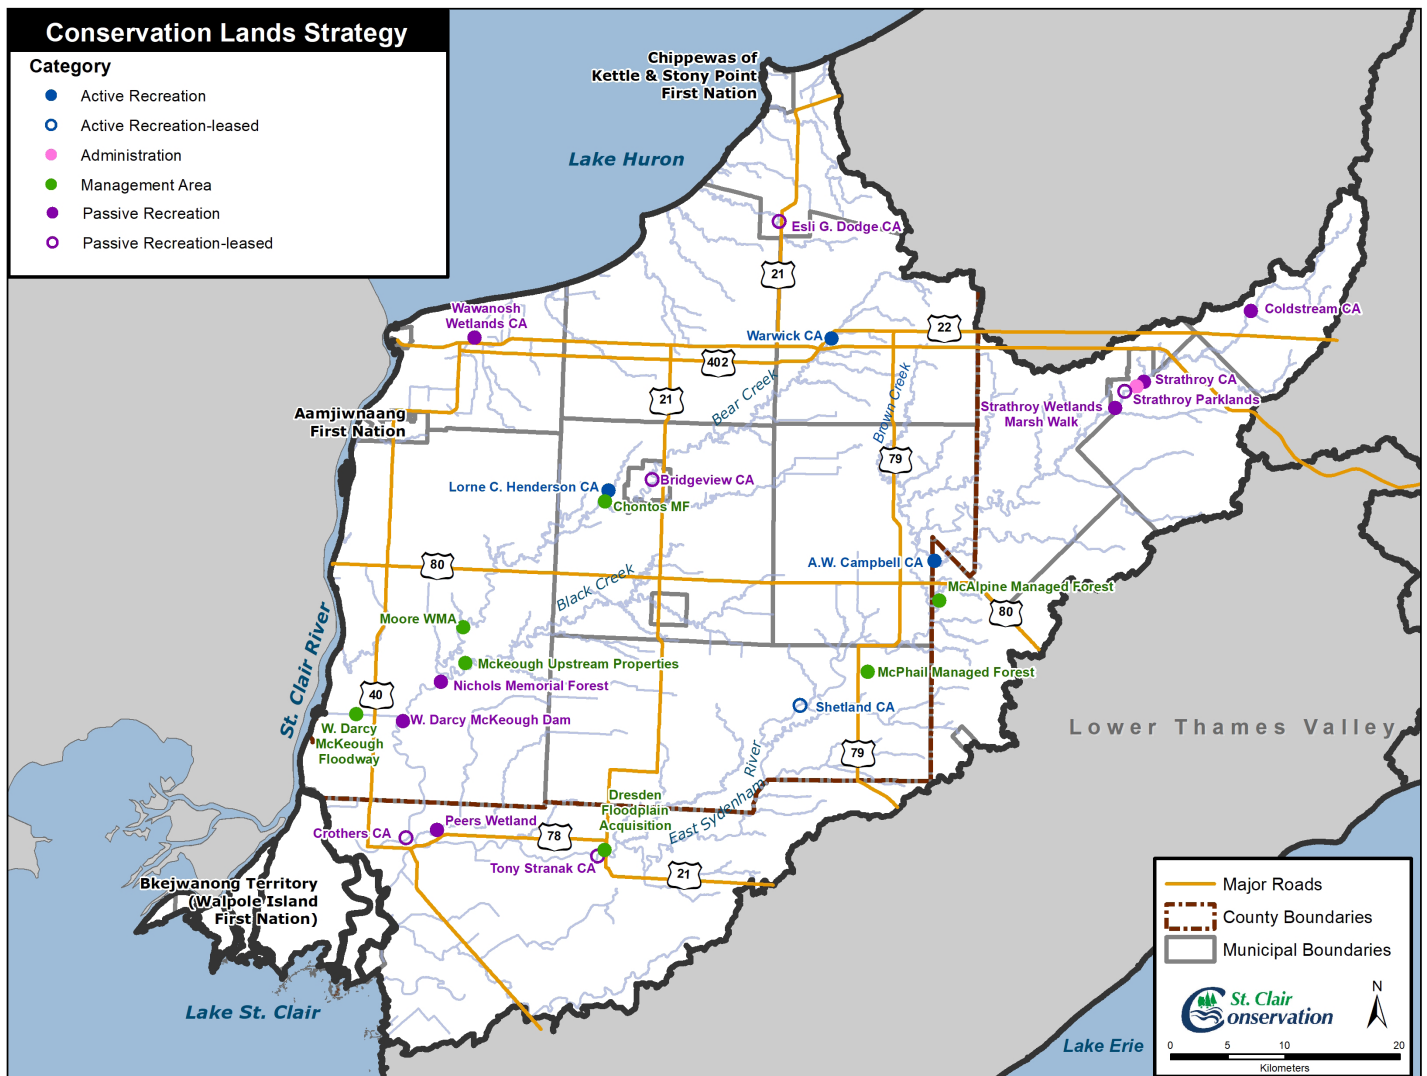 Conservation Lands Strategy
Category
Active Recreation
Active Recreation-leased
Administration
Management Area
Passive Recreation
Passive Recreation-leased
Chippewas of
Kettle & Stony Point
First Nation
Lake Huron
Esli G. Dodge CA
21
Wawanosh
Wetlands CA
Warwick CA
22
Coldstream CA
402
21
Bear Creek
Brown Creek
Strathroy CA
Strathroy Parklands
Strathroy Wetlands
Marsh Walk
Aamjiwnaang
First Nation
79
Lorne C. Henderson CA
Bridgeview CA
Chontos MF
80
Black Creek
A.W. Campbell CA
McAlpine Managed Forest
80
Moore WMA
Mckeough Upstream Properties
Nichols Memorial Forest
McPhail Managed Forest
St. Clair River
40
W. Darcy McKeough Dam
W. Darcy
McKeough
Floodway
Shetland CA
Lower Thames Valley
79
East Sydenham River
Dresden
Floodplain
Acquisition
Peers Wetland
Crothers CA
78
Tony Stranak CA
21
Bkejwanong Territory
(Walpole Island
First Nation)
Lake St. Clair
Lake Erie
Major Roads
County Boundaries
Municipal Boundaries
St. Clair
Conservation
N
0 5 10 20
Kilometers